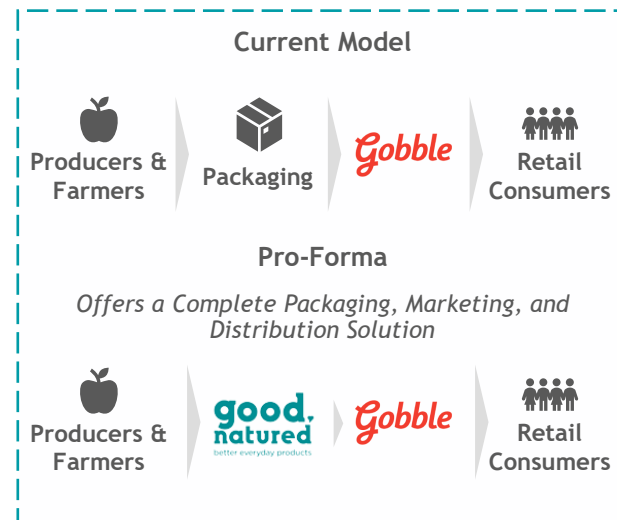 Current Model
Producers &
Farmers
Packaging
Gobble
Retail
Consumers
Pro-Forma
Offers a Complete Packaging, Marketing, and
Distribution Solution
Producers &
Farmers
good.
natured
better everyday products
Gobble
Retail
Consumers